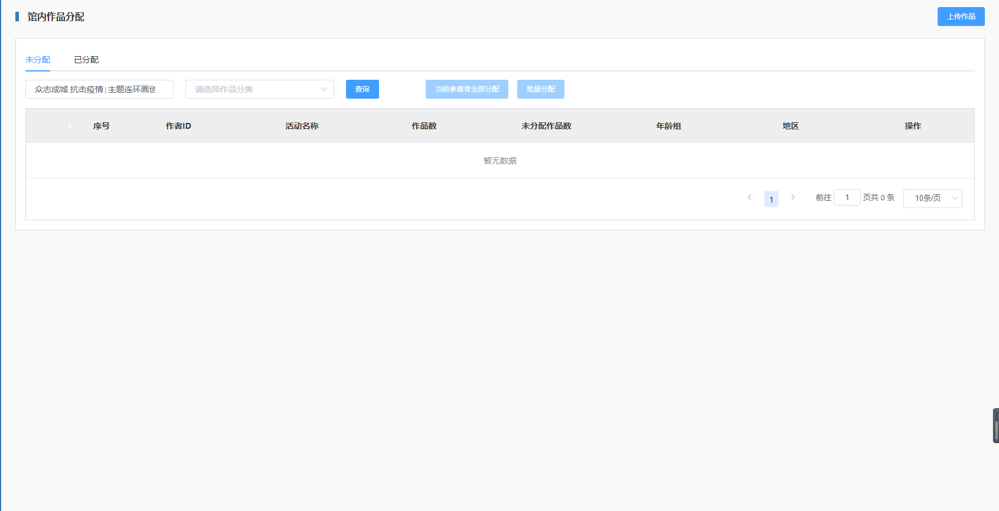 馆内作品分配
上传作品
未分配 已分配
众志成城 抗击疫情 | 主题连环画创 请选择作品分类 查询 当前参赛者全部分配 批量分配
序号 作者ID 活动名称 作品数 未分配作品数 年龄组 地区 操作
暂无数据
1 前往 1 页共 0 条 10条/页